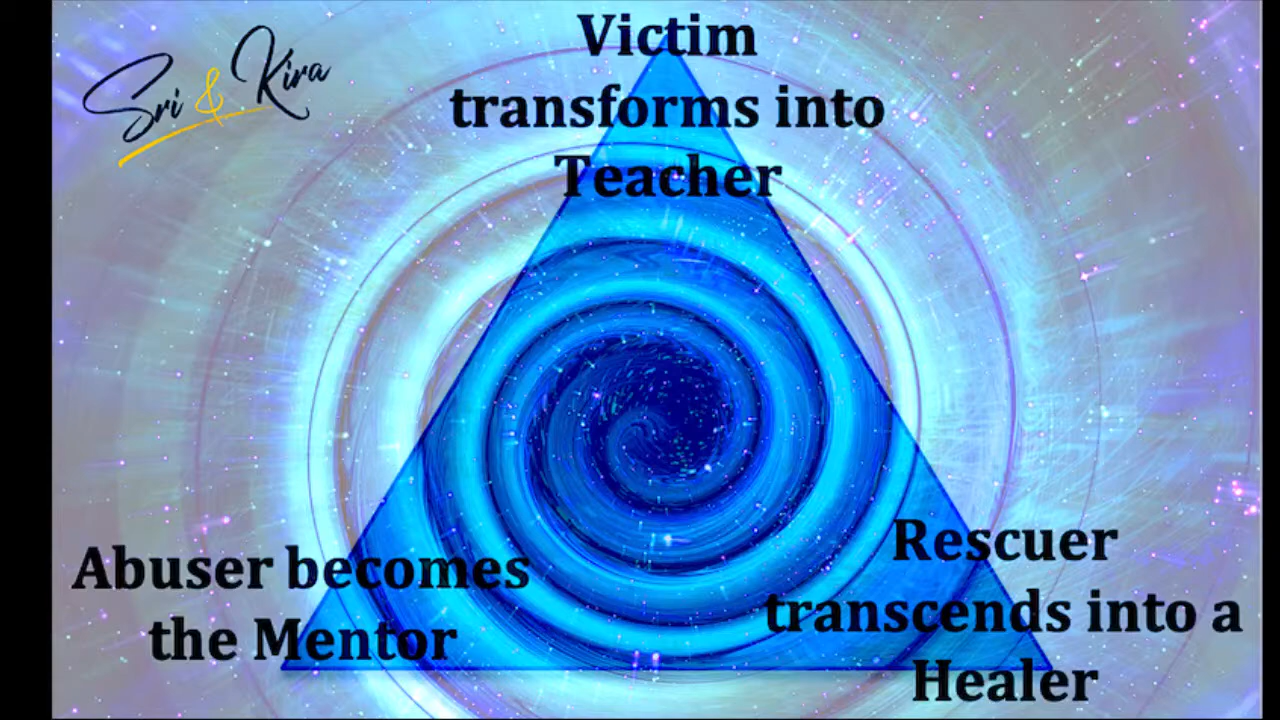 Sri & Kira
Victim
transforms into
Teacher
Abuser becomes
the Mentor
Rescuer
transcends into a
Healer